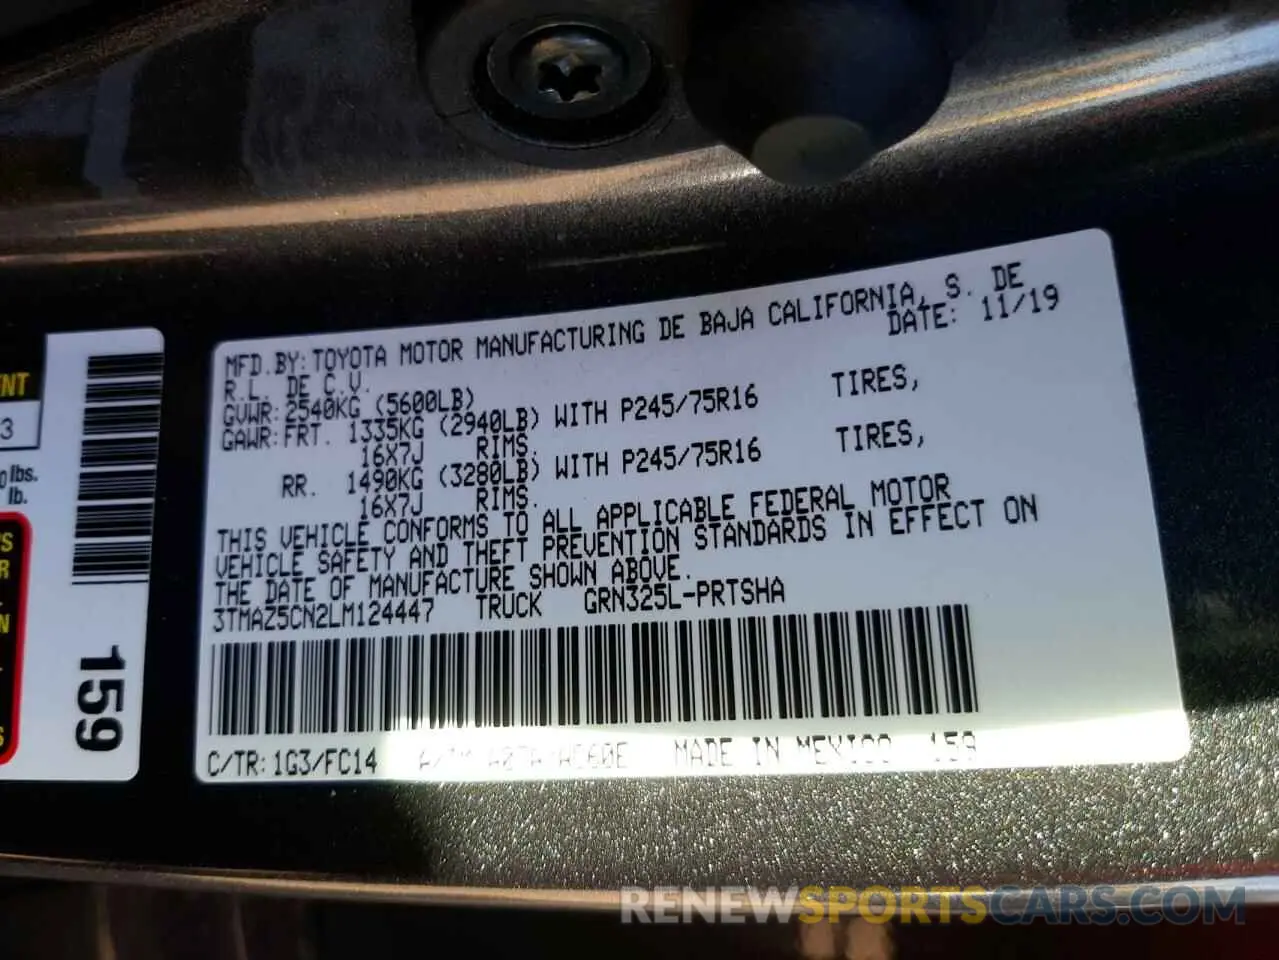 MFD.BY:TOYOTA MOTOR MANUFACTURING DE BAJA CALIFORNIA, S. DE
R.L. DE C.V. DATE: 11/19
GVWR:2540KG (5600LB)
GAWR:FRT. 1335KG (2940LB) WITH P245/75R16 TIRES,
16X7J RIMS.
RR. 1490KG (3280LB) WITH P245/75R16 TIRES,
16X7J RIMS.
THIS VEHICLE CONFORMS TO ALL APPLICABLE FEDERAL MOTOR
VEHICLE SAFETY AND THEFT PREVENTION STANDARDS IN EFFECT ON
THE DATE OF MANUFACTURE SHOWN ABOVE.
3TMAZ5CN2LM124447 TRUCK GRN325L-PRTSHA
C/TR:1G3/FC14 MADE IN MEXICO 159
3
lbs.
lb.
159
RENEWSPORTSCARS.COM